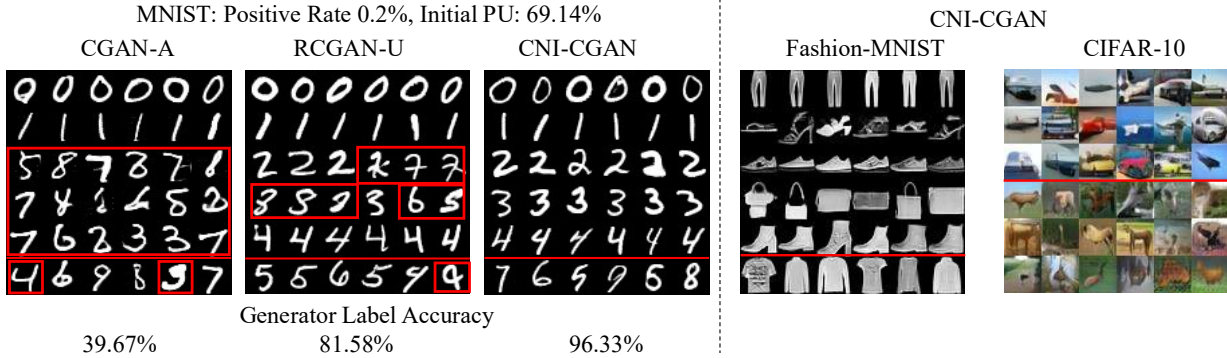 MNIST: Positive Rate 0.2%, Initial PU: 69.14%
CGAN-A RCGAN-U CNI-CGAN
Generator Label Accuracy
39.67% 81.58% 96.33%
CNI-CGAN
Fashion-MNIST CIFAR-10